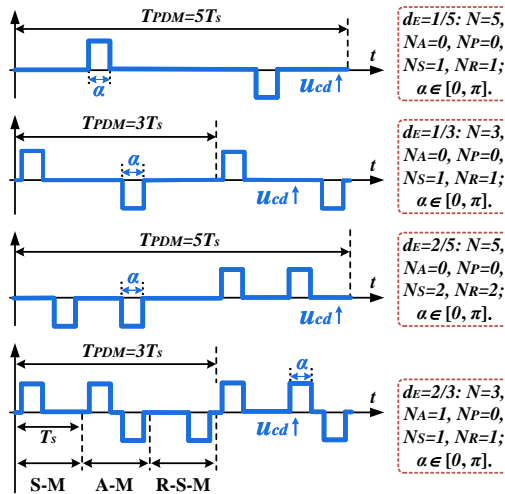 TPDM=5Ts
t
α
ucd↑
dE=1/5: N=5,
NA=0, NP=0,
NS=1, NR=1;
α∈[0, π].
TPDM=3Ts
t
α
ucd↑
dE=1/3: N=3,
NA=0, NP=0,
NS=1, NR=1;
α∈[0, π].
TPDM=5Ts
t
α
ucd↑
dE=2/5: N=5,
NA=0, NP=0,
NS=2, NR=2;
α∈[0, π].
TPDM=3Ts
α
t
Ts
ucd↑
S-M A-M R-S-M
dE=2/3: N=3,
NA=1, NP=0,
NS=1, NR=1;
α∈[0, π].